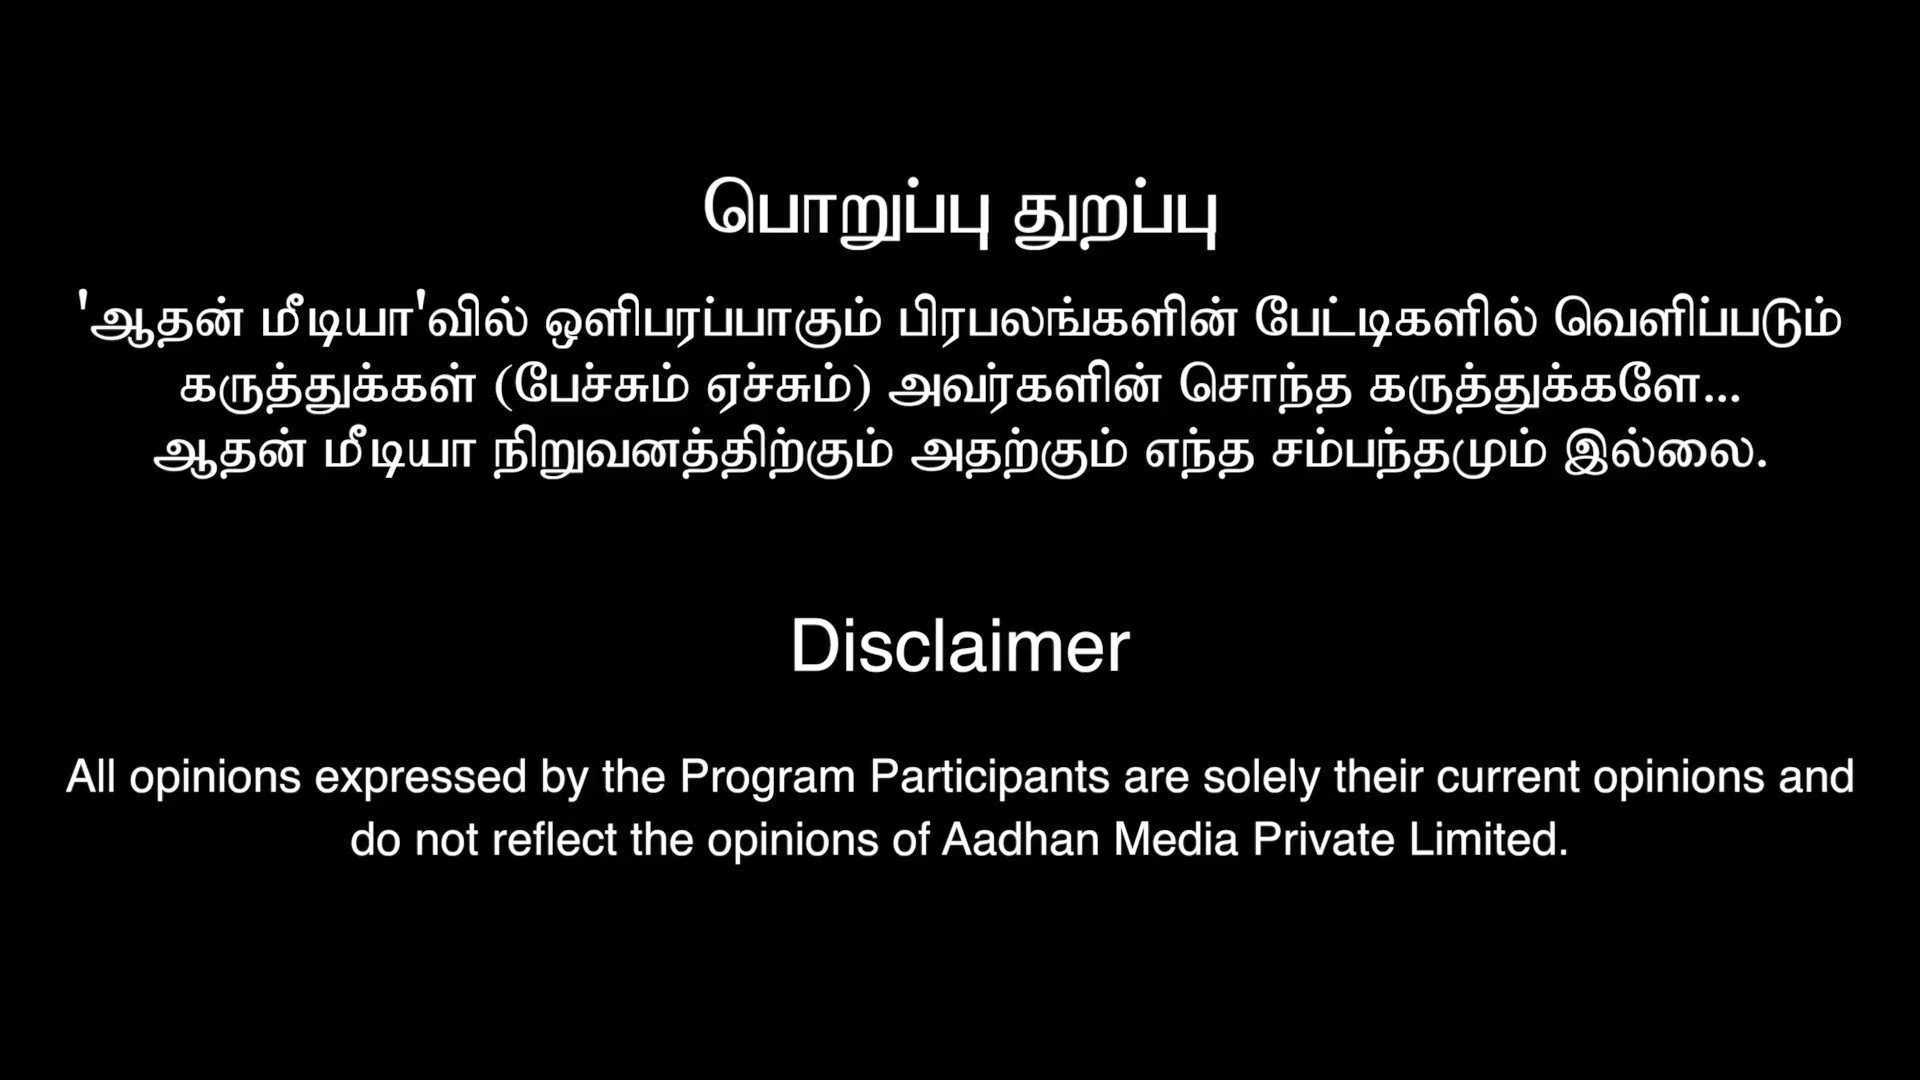 பொறுப்பு துறப்பு
'ஆதன் மீடியா'வில் ஒளிபரப்பாகும் பிரபலங்களின் பேட்டிகளில் வெளிப்படும்
கருத்துக்கள் (பேச்சும் ஏச்சும்) அவர்களின் சொந்த கருத்துக்களே...
ஆதன் மீடியா நிறுவனத்திற்கும் அதற்கும் எந்த சம்பந்தமும் இல்லை.
Disclaimer
All opinions expressed by the Program Participants are solely their current opinions and
do not reflect the opinions of Aadhan Media Private Limited.